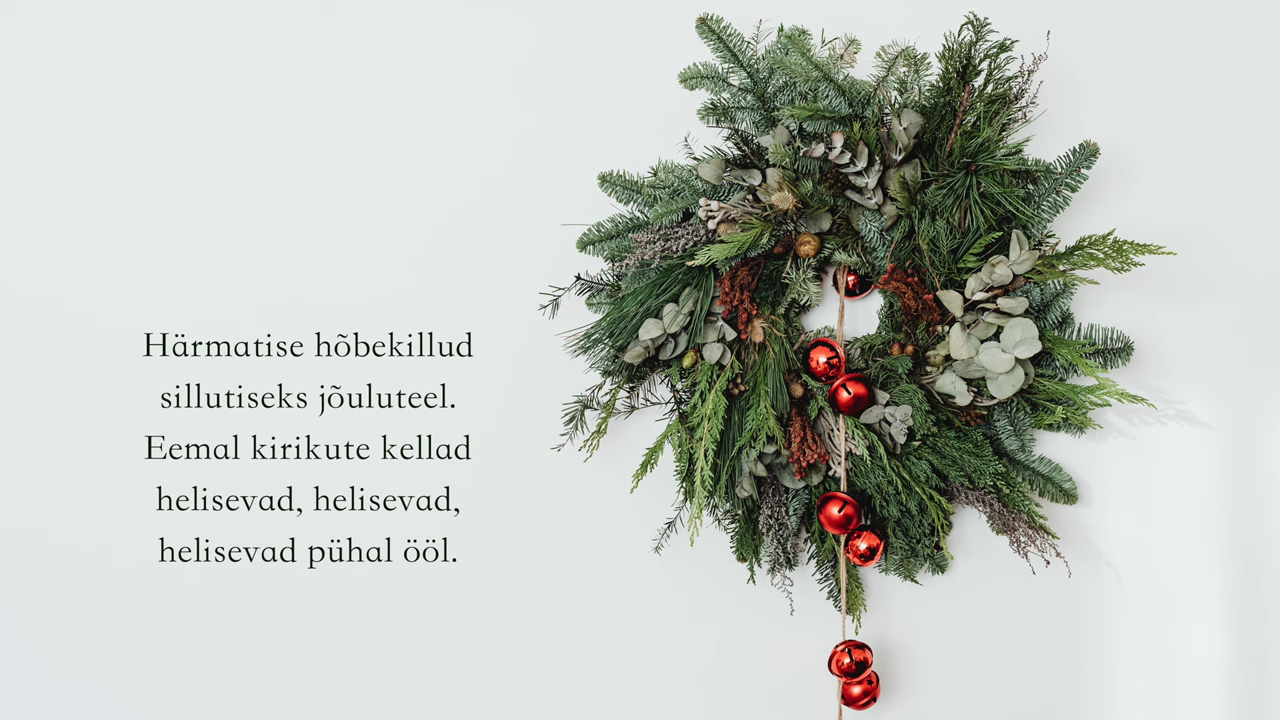 Härmatise hõbekillud
sillutiseks jõuluteel.
Eemal kirikute kellad
helisevad, helisevad,
helisevad pühal ööl.